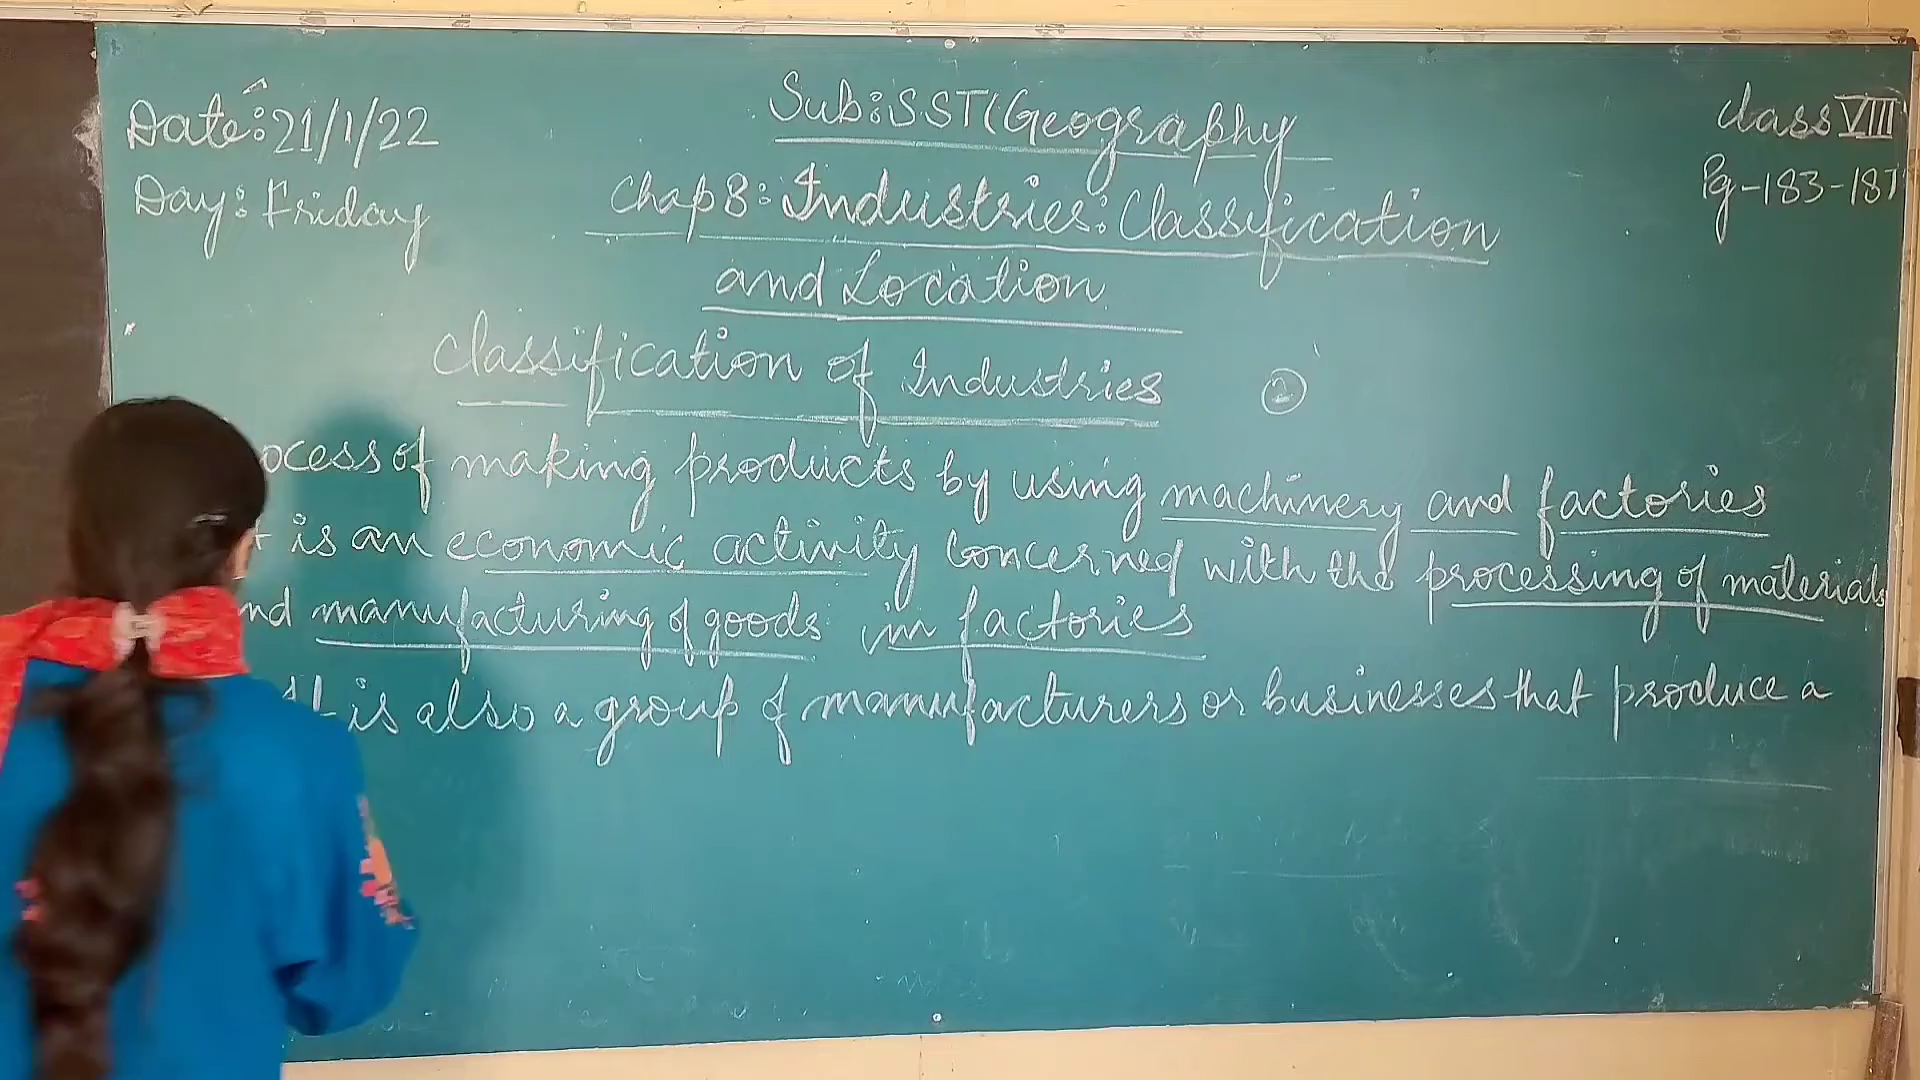 Date: 21/1/22
Sub: SST (Geography
Class VIII
Day: Friday
Chap 8: Industries: Classification
Pg-183-187
and Location
Classification of Industries
2
ocess of making products by using machinery and factories
is an economic activity concerned with the processing of materials
nd manufacturing of goods in factories
It is also a group of manufacturers or businesses that produce a